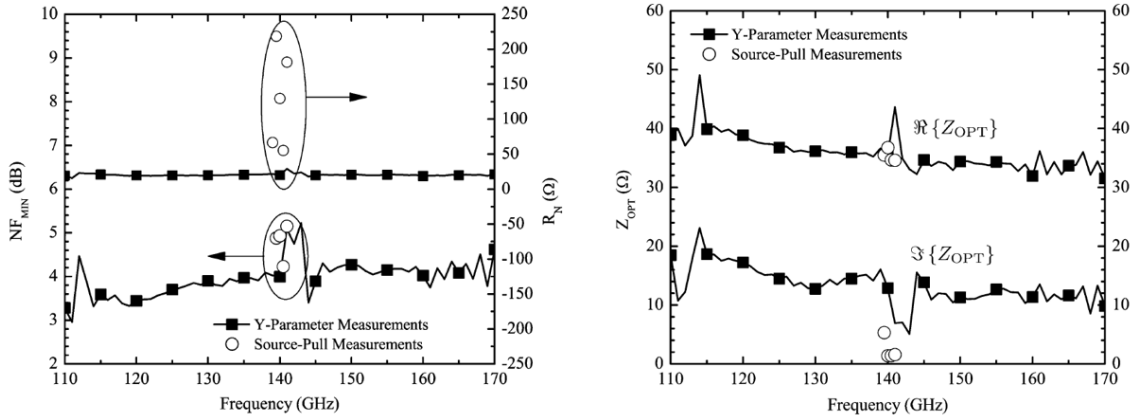 10
9
8
7
6
5
4
3
2
NF_MIN (dB)
250
200
150
100
50
0
-50
-100
-150
-200
-250
R_N (Ω)
Y-Parameter Measurements
Source-Pull Measurements
110 120 130 140 150 160 170
Frequency (GHz)
60
50
40
30
20
10
0
Z_OPT (Ω)
Y-Parameter Measurements
Source-Pull Measurements
ℜ{Z_OPT}
ℑ{Z_OPT}
60
50
40
30
20
10
0
110 120 130 140 150 160 170
Frequency (GHz)